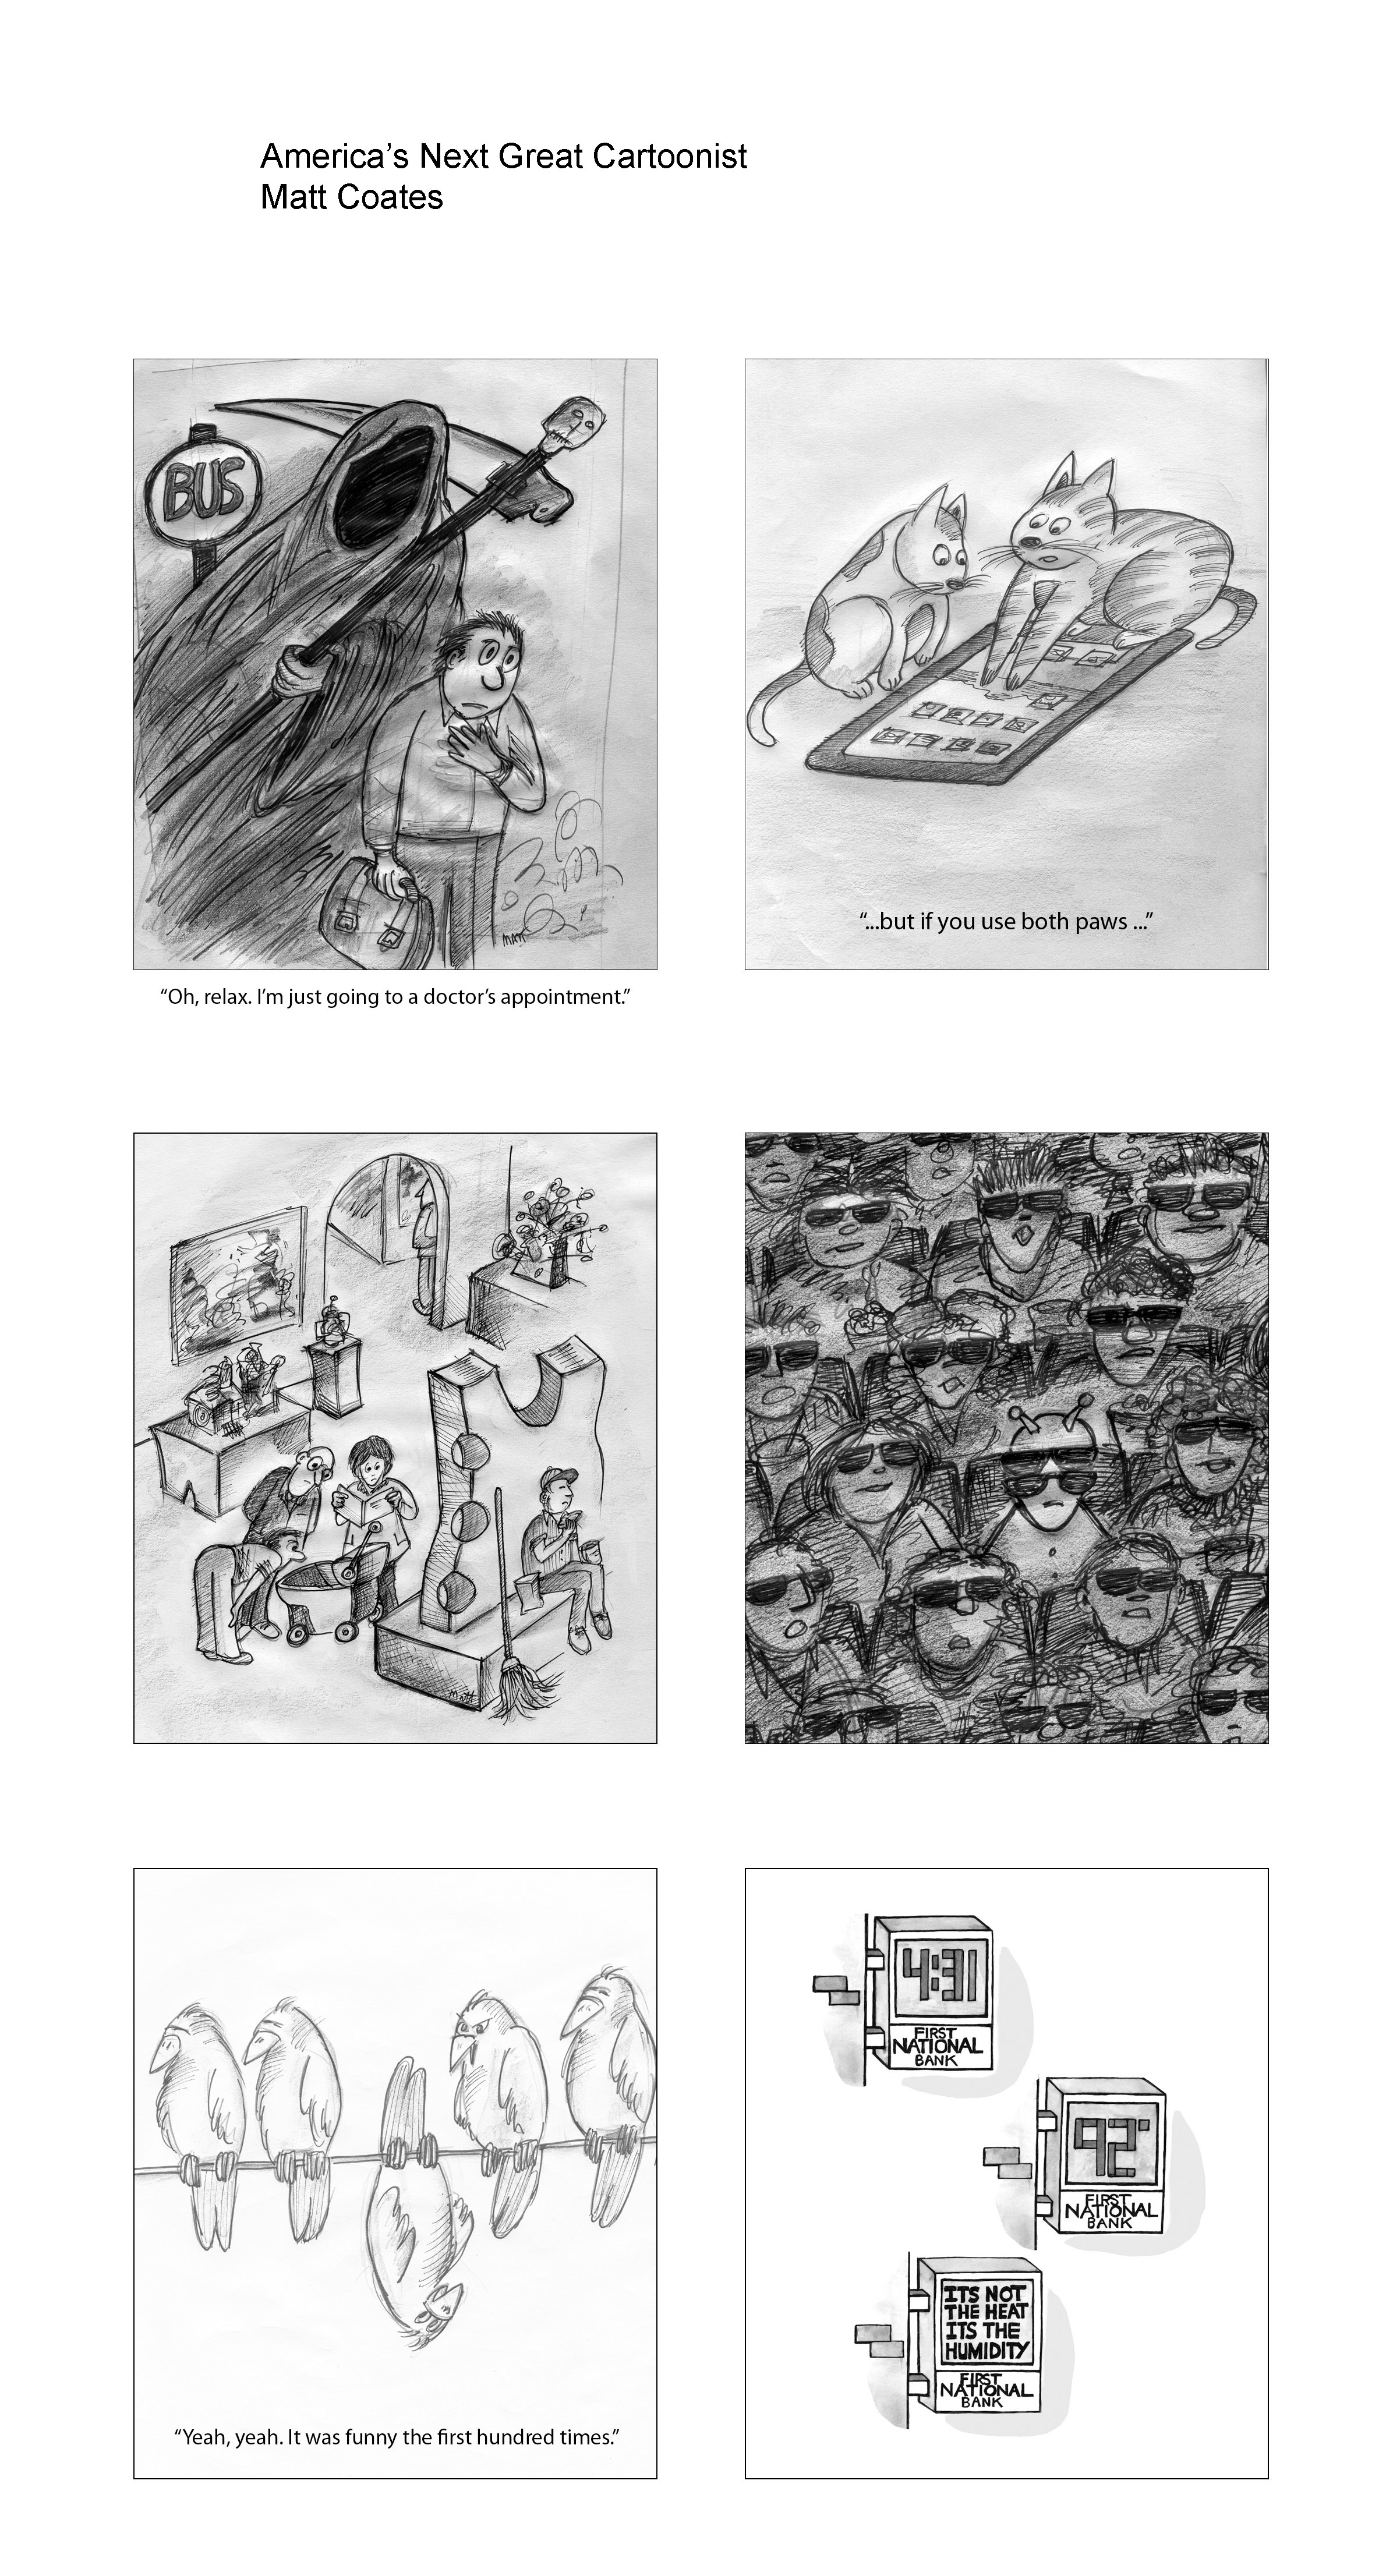 America’s Next Great Cartoonist
Matt Coates
BUS
MATT
“Oh, relax. I’m just going to a doctor’s appointment.”
“...but if you use both paws ...”
Matt
“Yeah, yeah. It was funny the first hundred times.”
4:31
FIRST
NATIONAL
BANK
92°
FIRST
NATIONAL
BANK
ITS NOT
THE HEAT
ITS THE
HUMIDITY
FIRST
NATIONAL
BANK